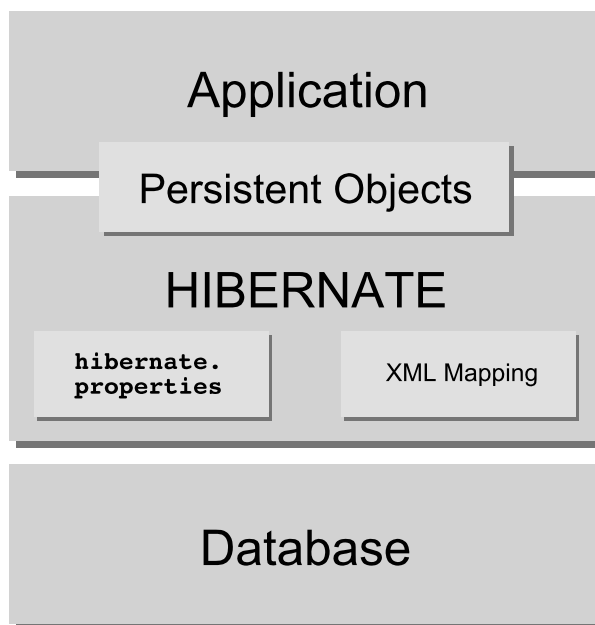 Application
Persistent Objects
HIBERNATE
hibernate.
properties
XML Mapping
Database